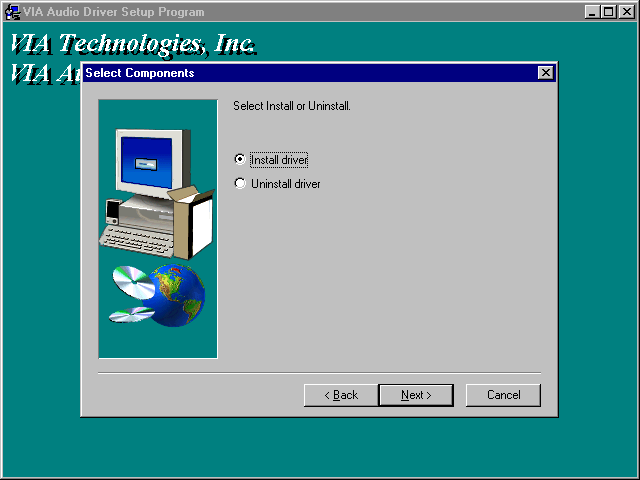 VIA Audio Driver Setup Program
VIA Technologies, Inc.
VIA
Select Components
Select Install or Uninstall.
Install driver
Uninstall driver
< Back
Next >
Cancel